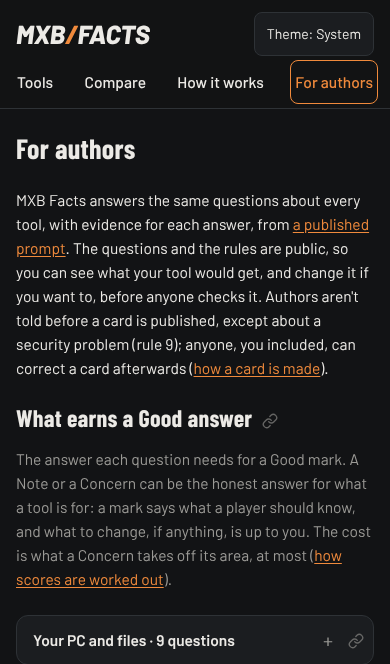 MXB/FACTS
Theme: System
Tools
Compare
How it works
For authors
For authors
MXB Facts answers the same questions about every
tool, with evidence for each answer, from a published
prompt. The questions and the rules are public, so
you can see what your tool would get, and change it if
you want to, before anyone checks it. Authors aren't
told before a card is published, except about a
security problem (rule 9); anyone, you included, can
correct a card afterwards (how a card is made).
What earns a Good answer
The answer each question needs for a Good mark. A
Note or a Concern can be the honest answer for what
a tool is for: a mark says what a player should know,
and what to change, if anything, is up to you. The cost
is what a Concern takes off its area, at most (how
scores are worked out).
Your PC and files · 9 questions
+